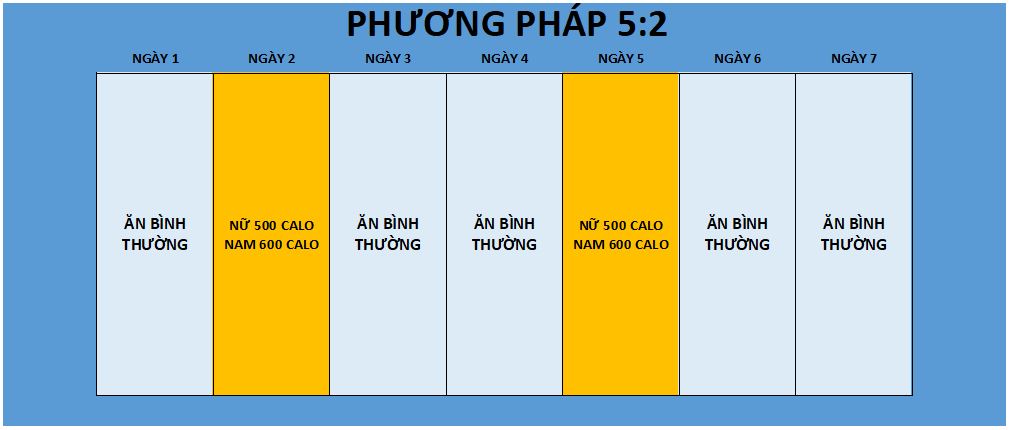 PHƯƠNG PHÁP 5:2
NGÀY 1 NGÀY 2 NGÀY 3 NGÀY 4 NGÀY 5 NGÀY 6 NGÀY 7
ĂN BÌNH
THƯỜNG
NỮ 500 CALO
NAM 600 CALO
ĂN BÌNH
THƯỜNG
ĂN BÌNH
THƯỜNG
NỮ 500 CALO
NAM 600 CALO
ĂN BÌNH
THƯỜNG
ĂN BÌNH
THƯỜNG